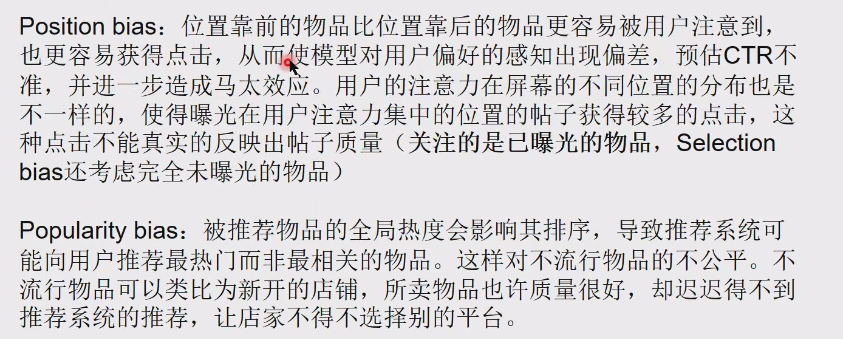 Position bias：位置靠前的物品比位置靠后的物品更容易被用户注意到，
也更容易获得点击，从而使模型对用户偏好的感知出现偏差，预估CTR不
准，并进一步造成马太效应。用户的注意力在屏幕的不同位置的分布也是
不一样的，使得曝光在用户注意力集中的位置的帖子获得较多的点击，这
种点击不能真实的反映出帖子质量（关注的是已曝光的物品，Selection
bias还考虑完全未曝光的物品）
Popularity bias：被推荐物品的全局热度会影响其排序，导致推荐系统可
能向用户推荐最热门而非最相关的物品。这样对不流行物品的不公平。不
流行物品可以类比为新开的店铺，所卖物品也许质量很好，却迟迟得不到
推荐系统的推荐，让店家不得不选择别的平台。